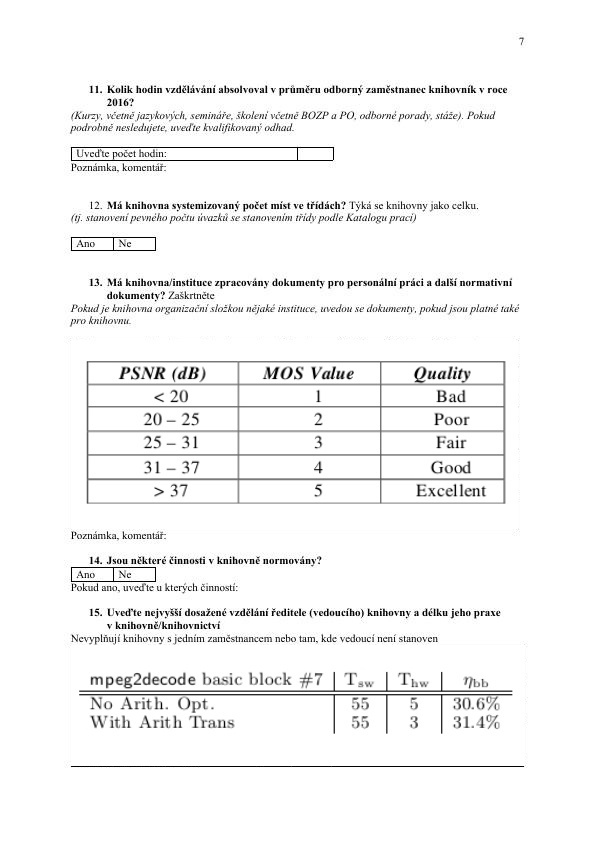 7
11. Kolik hodin vzdělávání absolvoval v průměru odborný zaměstnanec knihovník v roce
2016?
(Kurzy, včetně jazykových, semináře, školení včetně BOZP a PO, odborné porady, stáže). Pokud
podrobně nesledujete, uveďte kvalifikovaný odhad.
Uveďte počet hodin:
Poznámka, komentář:
12. Má knihovna systemizovaný počet míst ve třídách? Týká se knihovny jako celku.
(tj. stanovení pevného počtu úvazků se stanovením třídy podle Katalogu prací)
Ano Ne
13. Má knihovna/instituce zpracovány dokumenty pro personální práci a další normativní
dokumenty? Zaškrtněte
Pokud je knihovna organizační složkou nějaké instituce, uvedou se dokumenty, pokud jsou platné také
pro knihovnu.
PSNR (dB) MOS Value Quality
< 20 1 Bad
20 – 25 2 Poor
25 – 31 3 Fair
31 – 37 4 Good
> 37 5 Excellent
Poznámka, komentář:
14. Jsou některé činnosti v knihovně normovány?
Ano Ne
Pokud ano, uveďte u kterých činností:
15. Uveďte nejvyšší dosažené vzdělání ředitele (vedoucího) knihovny a délku jeho praxe
v knihovně/knihovnictví
Nevyplňují knihovny s jedním zaměstnancem nebo tam, kde vedoucí není stanoven
mpeg2decode basic block #7 T_sw T_hw η_bb
No Arith. Opt. 55 5 30.6%
With Arith Trans 55 3 31.4%